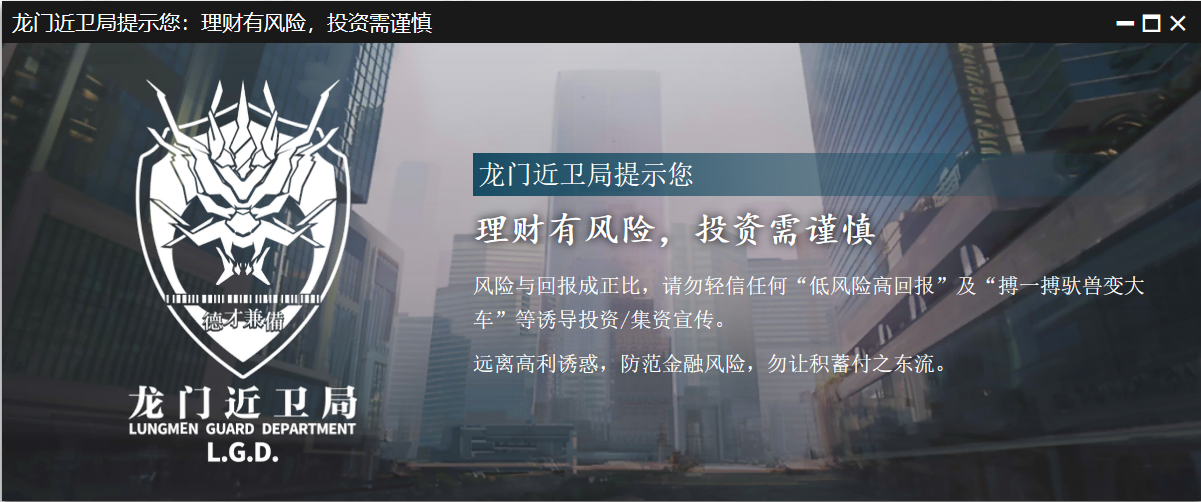 龙门近卫局提示您：理财有风险，投资需谨慎
德才兼備
龙门近卫局
LUNGMEN GUARD DEPARTMENT
L.G.D.
龙门近卫局提示您
理财有风险，投资需谨慎
风险与回报成正比，请勿轻信任何“低风险高回报”及“搏一搏驮兽变大
车”等诱导投资/集资宣传。
远离高利诱惑，防范金融风险，勿让积蓄付之东流。